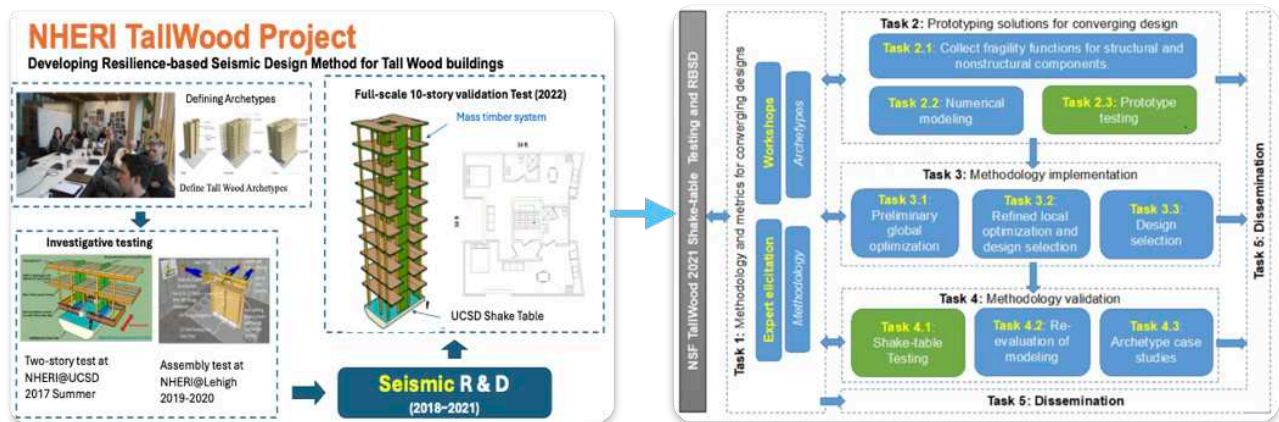 NHERI TallWood Project
Developing Resilience-based Seismic Design Method for Tall Wood buildings
Defining Archetypes
Define Tall Wood Archetypes
Investigative testing
Two-story test at
NHERI@UCSD
2017 Summer
Assembly test at
NHERI@Lehigh
2019-2020
Full-scale 10-story validation Test (2022)
Mass timber system
UCSD Shake Table
Seismic R & D
(2018~2021)
NSF TallWood 2021 Shake-table Testing and RBSD
Task 1: Methodology and metrics for converging designs
Workshops
Archetypes
Expert elicitation
Methodology
Task 2: Prototyping solutions for converging design
Task 2.1: Collect fragility functions for structural and
nonstructural components.
Task 2.2: Numerical
modeling
Task 2.3: Prototype
testing
Task 3: Methodology implementation
Task 3.1:
Preliminary
global
optimization
Task 3.2:
Refined local
optimization and
design selection
Task 3.3:
Design
selection
Task 4: Methodology validation
Task 4.1:
Shake-table
Testing
Task 4.2: Re-
evaluation of
modeling
Task 4.3:
Archetype case
studies
Task 5: Dissemination
Task 5: Dissemination